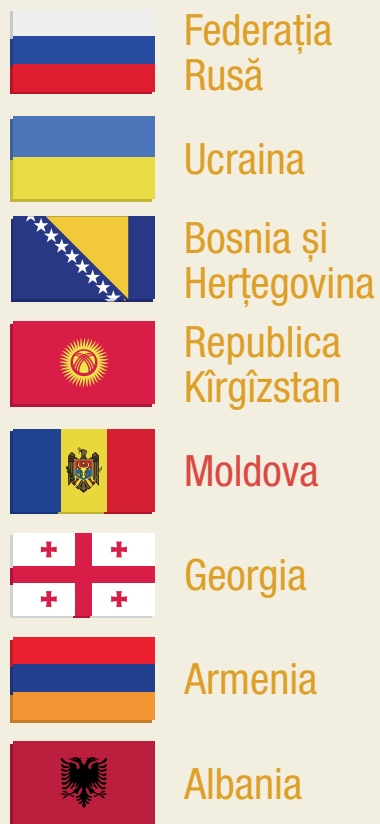 Federația
Rusă
Ucraina
Bosnia și
Herțegovina
Republica
Kîrgîzstan
Moldova
Georgia
Armenia
Albania